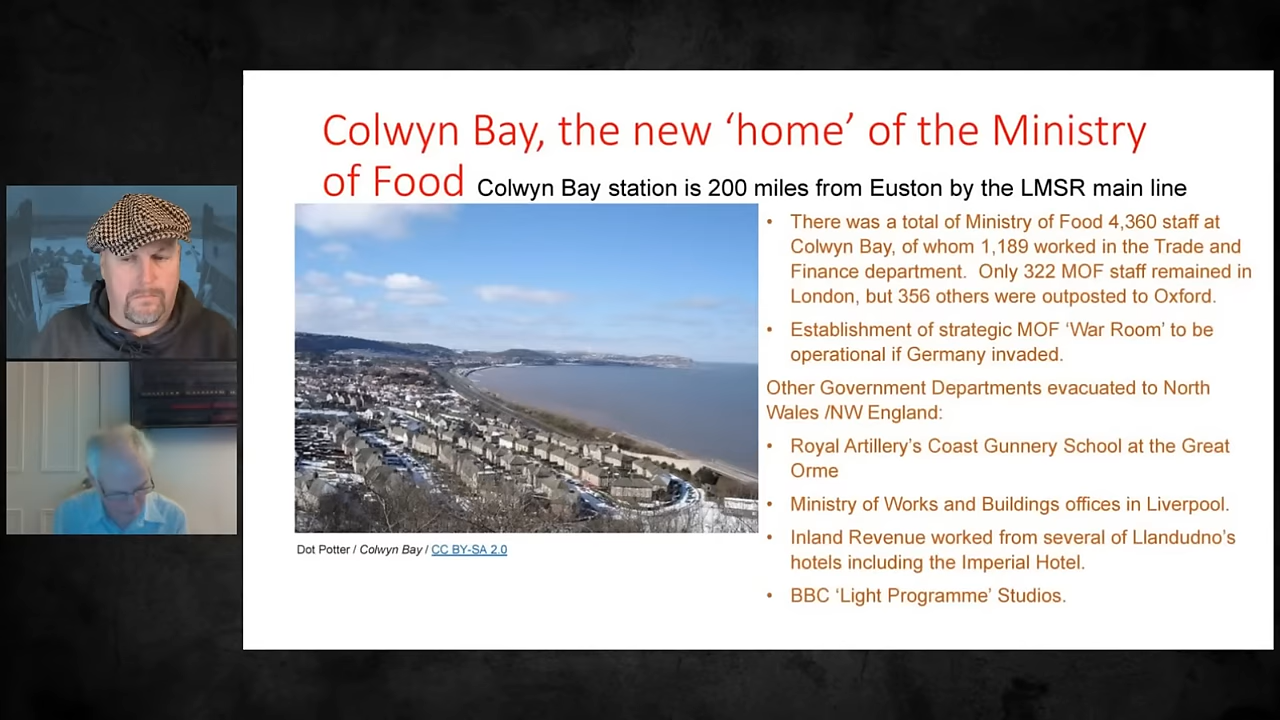 Colwyn Bay, the new ‘home’ of the Ministry
of Food Colwyn Bay station is 200 miles from Euston by the LMSR main line
• There was a total of Ministry of Food 4,360 staff at
Colwyn Bay, of whom 1,189 worked in the Trade and
Finance department. Only 322 MOF staff remained in
London, but 356 others were outposted to Oxford.
• Establishment of strategic MOF ‘War Room’ to be
operational if Germany invaded.
Other Government Departments evacuated to North
Wales /NW England:
• Royal Artillery’s Coast Gunnery School at the Great
Orme
• Ministry of Works and Buildings offices in Liverpool.
• Inland Revenue worked from several of Llandudno’s
hotels including the Imperial Hotel.
• BBC ‘Light Programme’ Studios.
Dot Potter / Colwyn Bay / CC BY-SA 2.0